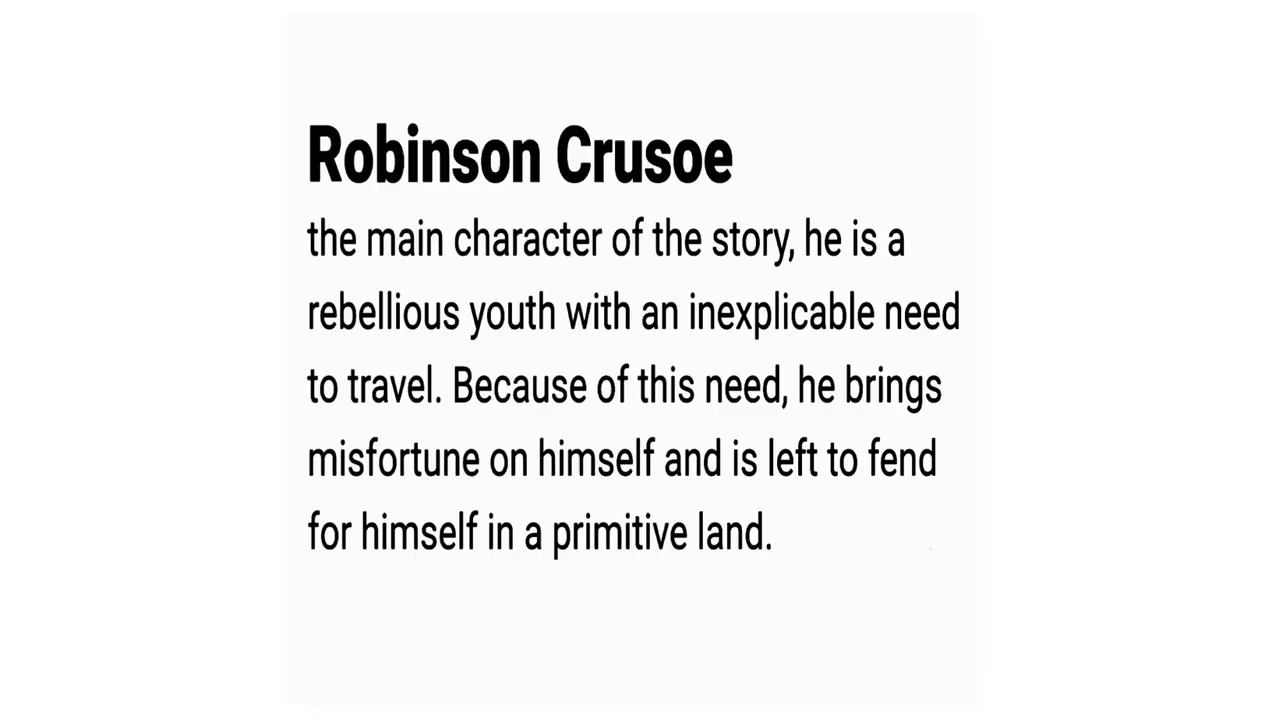 Robinson Crusoe
the main character of the story, he is a
rebellious youth with an inexplicable need
to travel. Because of this need, he brings
misfortune on himself and is left to fend
for himself in a primitive land.